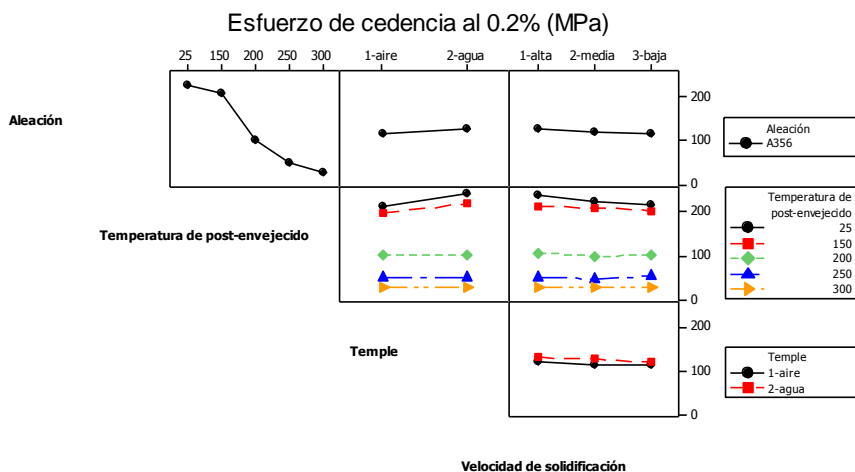 Esfuerzo de cedencia al 0.2% (MPa)
25 150 200 250 300 1-aire 2-agua 1-alta 2-media 3-baja
Aleación
200
100
0
Aleación
A356
Temperatura de post-envejecido
200
100
0
Temperatura de
post-envejecido
25
150
200
250
300
Temple
200
100
0
Temple
1-aire
2-agua
Velocidad de solidificación